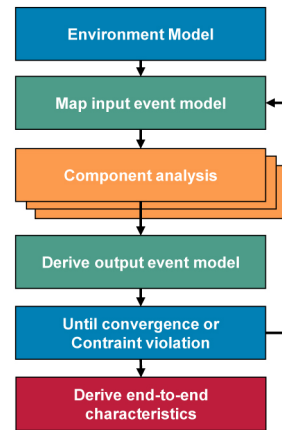 Environment Model
Map input event model
Component analysis
Derive output event model
Until convergence or
Contraint violation
Derive end-to-end
characteristics